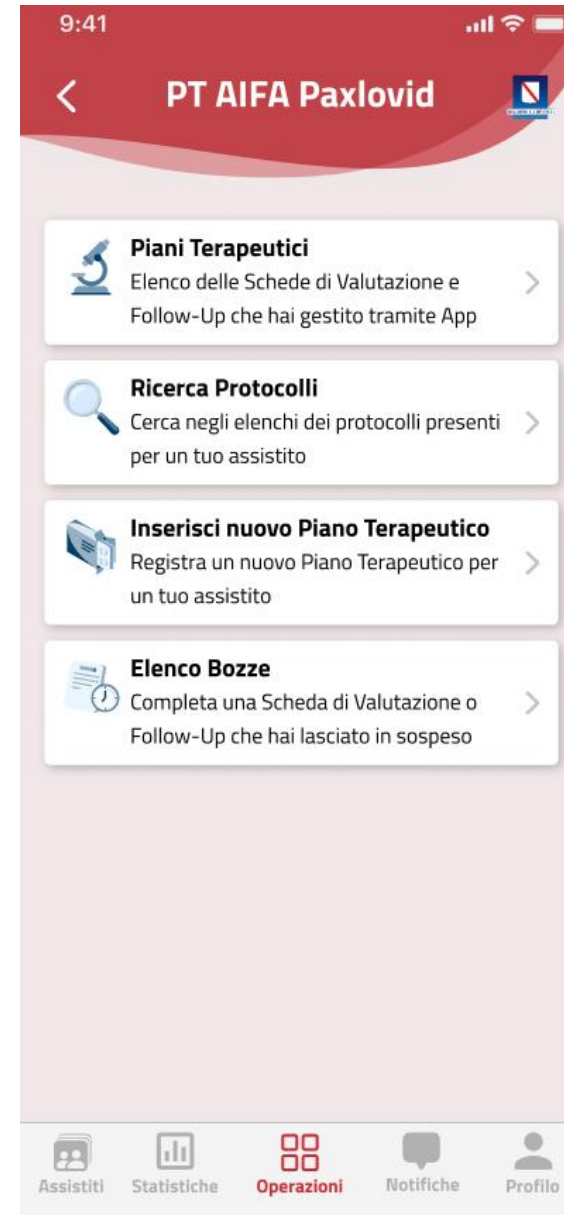 9:41
PT AIFA Paxlovid
Piani Terapeutici
Elenco delle Schede di Valutazione e
Follow-Up che hai gestito tramite App
Ricerca Protocolli
Cerca negli elenchi dei protocolli presenti
per un tuo assistito
Inserisci nuovo Piano Terapeutico
Registra un nuovo Piano Terapeutico per
un tuo assistito
Elenco Bozze
Completa una Scheda di Valutazione o
Follow-Up che hai lasciato in sospeso
Assistiti Statistiche Operazioni Notifiche Profilo